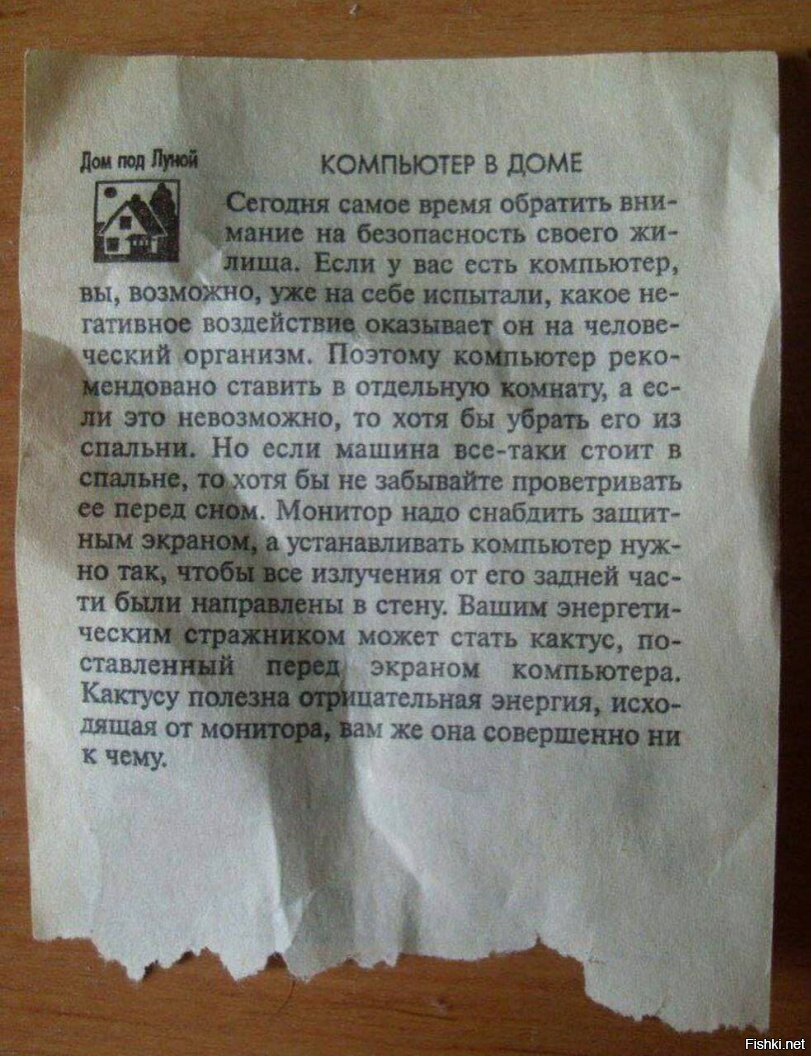 Дом под Луной
КОМПЬЮТЕР В ДОМЕ
Сегодня самое время обратить вни-
мание на безопасность своего жи-
лища. Если у вас есть компьютер,
вы, возможно, уже на себе испытали, какое не-
гативное воздействие оказывает он на челове-
ческий организм. Поэтому компьютер реко-
мендовано ставить в отдельную комнату, а ес-
ли это невозможно, то хотя бы убрать его из
спальни. Но если машина все-таки стоит в
спальне, то хотя бы не забывайте проветривать
ее перед сном. Монитор надо снабдить защит-
ным экраном, а устанавливать компьютер нуж-
но так, чтобы все излучения от его задней час-
ти были направлены в стену. Вашим энергети-
ческим стражником может стать кактус, по-
ставленный перед экраном компьютера.
Кактусу полезна отрицательная энергия, исхо-
дящая от монитора, вам же она совершенно ни
к чему.
Fishki.net